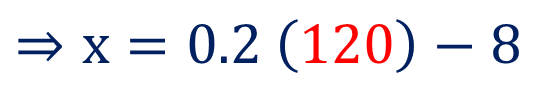 ⇒ x = 0.2 (120) − 8